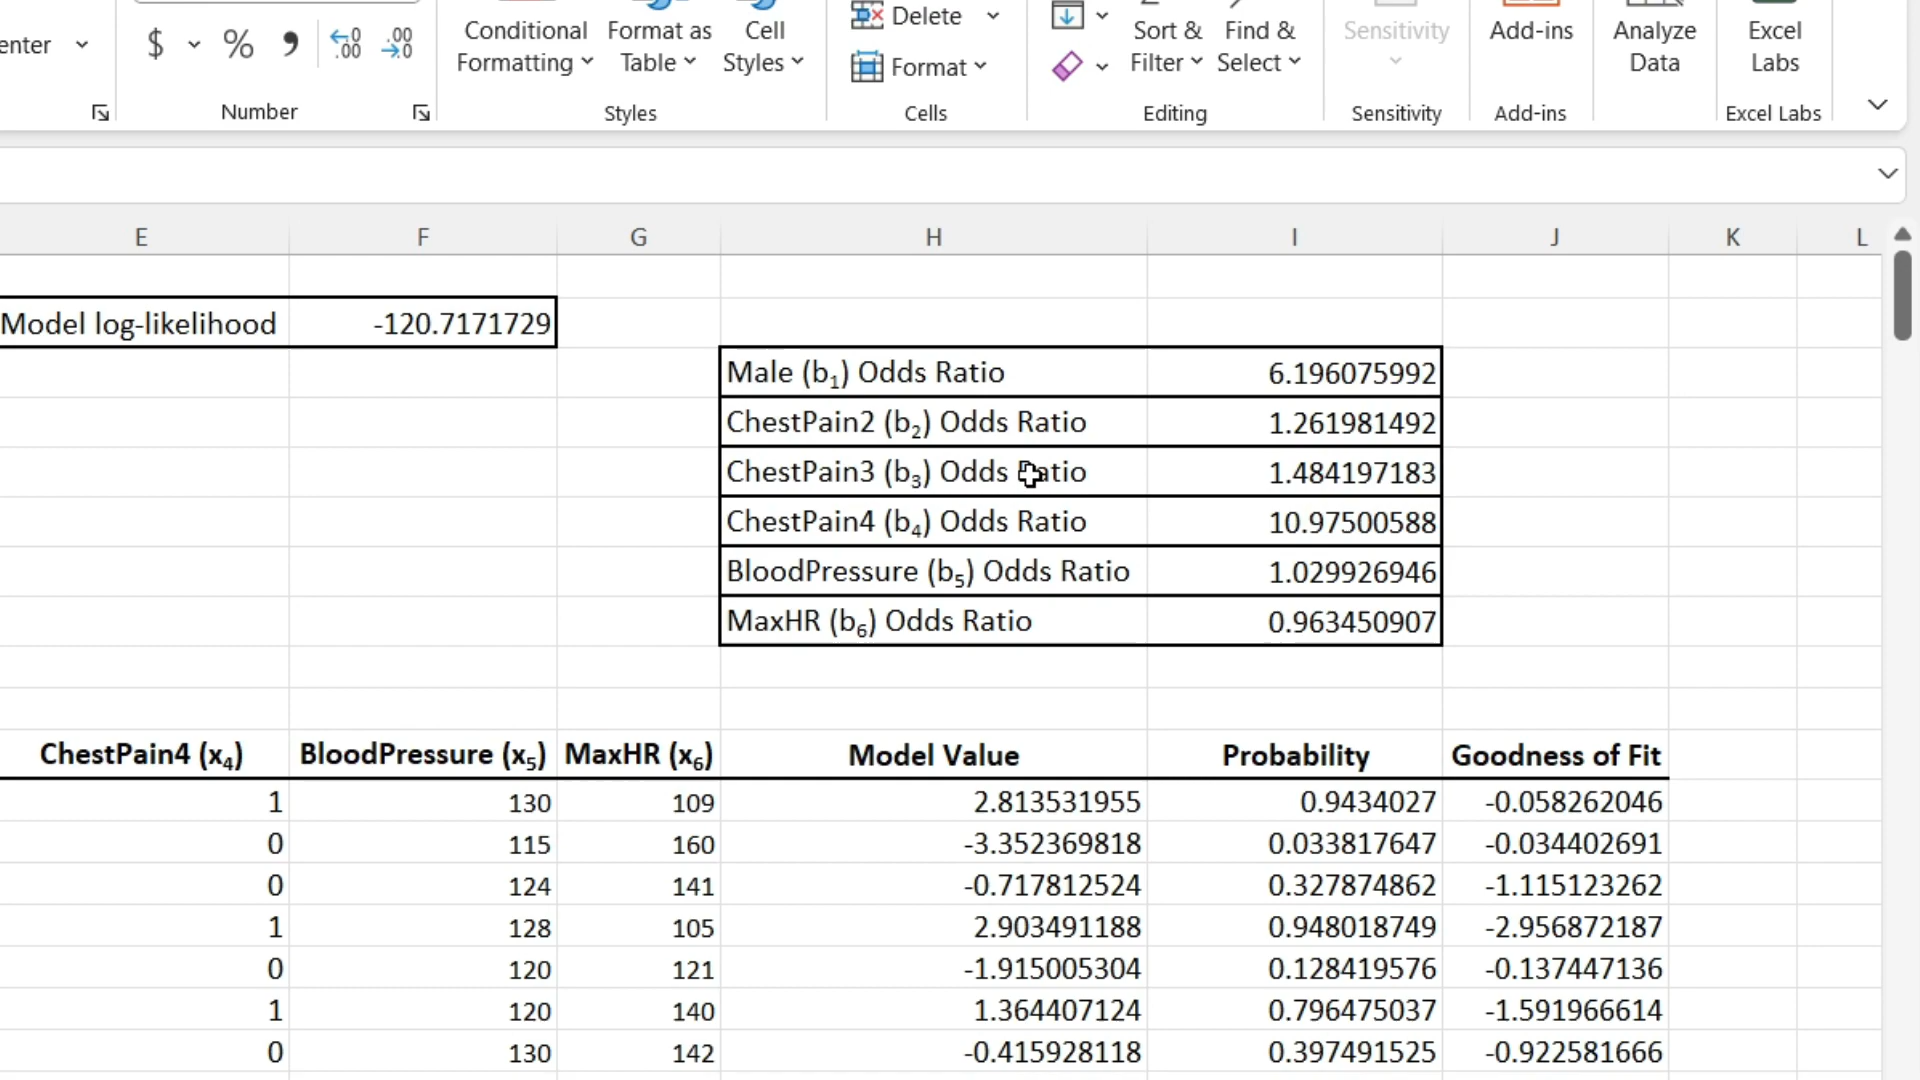 enter
$ % 9 ←0 .00 .00 →0
Number
Conditional Formatting
Format as Table
Cell Styles
Styles
Delete
Format
Cells
Sort & Filter
Find & Select
Editing
Sensitivity
Sensitivity
Add-ins
Add-ins
Analyze Data
Excel Labs
Excel Labs
E F G H I J K L
Model log-likelihood -120.7171729
Male (b₁) Odds Ratio 6.196075992
ChestPain2 (b₂) Odds Ratio 1.261981492
ChestPain3 (b₃) Odds Ratio 1.484197183
ChestPain4 (b₄) Odds Ratio 10.97500588
BloodPressure (b₅) Odds Ratio 1.029926946
MaxHR (b₆) Odds Ratio 0.963450907
ChestPain4 (x₄) BloodPressure (x₅) MaxHR (x₆) Model Value Probability Goodness of Fit
1 130 109 2.813531955 0.9434027 -0.058262046
0 115 160 -3.352369818 0.033817647 -0.034402691
0 124 141 -0.717812524 0.327874862 -1.115123262
1 128 105 2.903491188 0.948018749 -2.956872187
0 120 121 -1.915005304 0.128419576 -0.137447136
1 120 140 1.364407124 0.796475037 -1.591966614
0 130 142 -0.415928118 0.397491525 -0.922581666